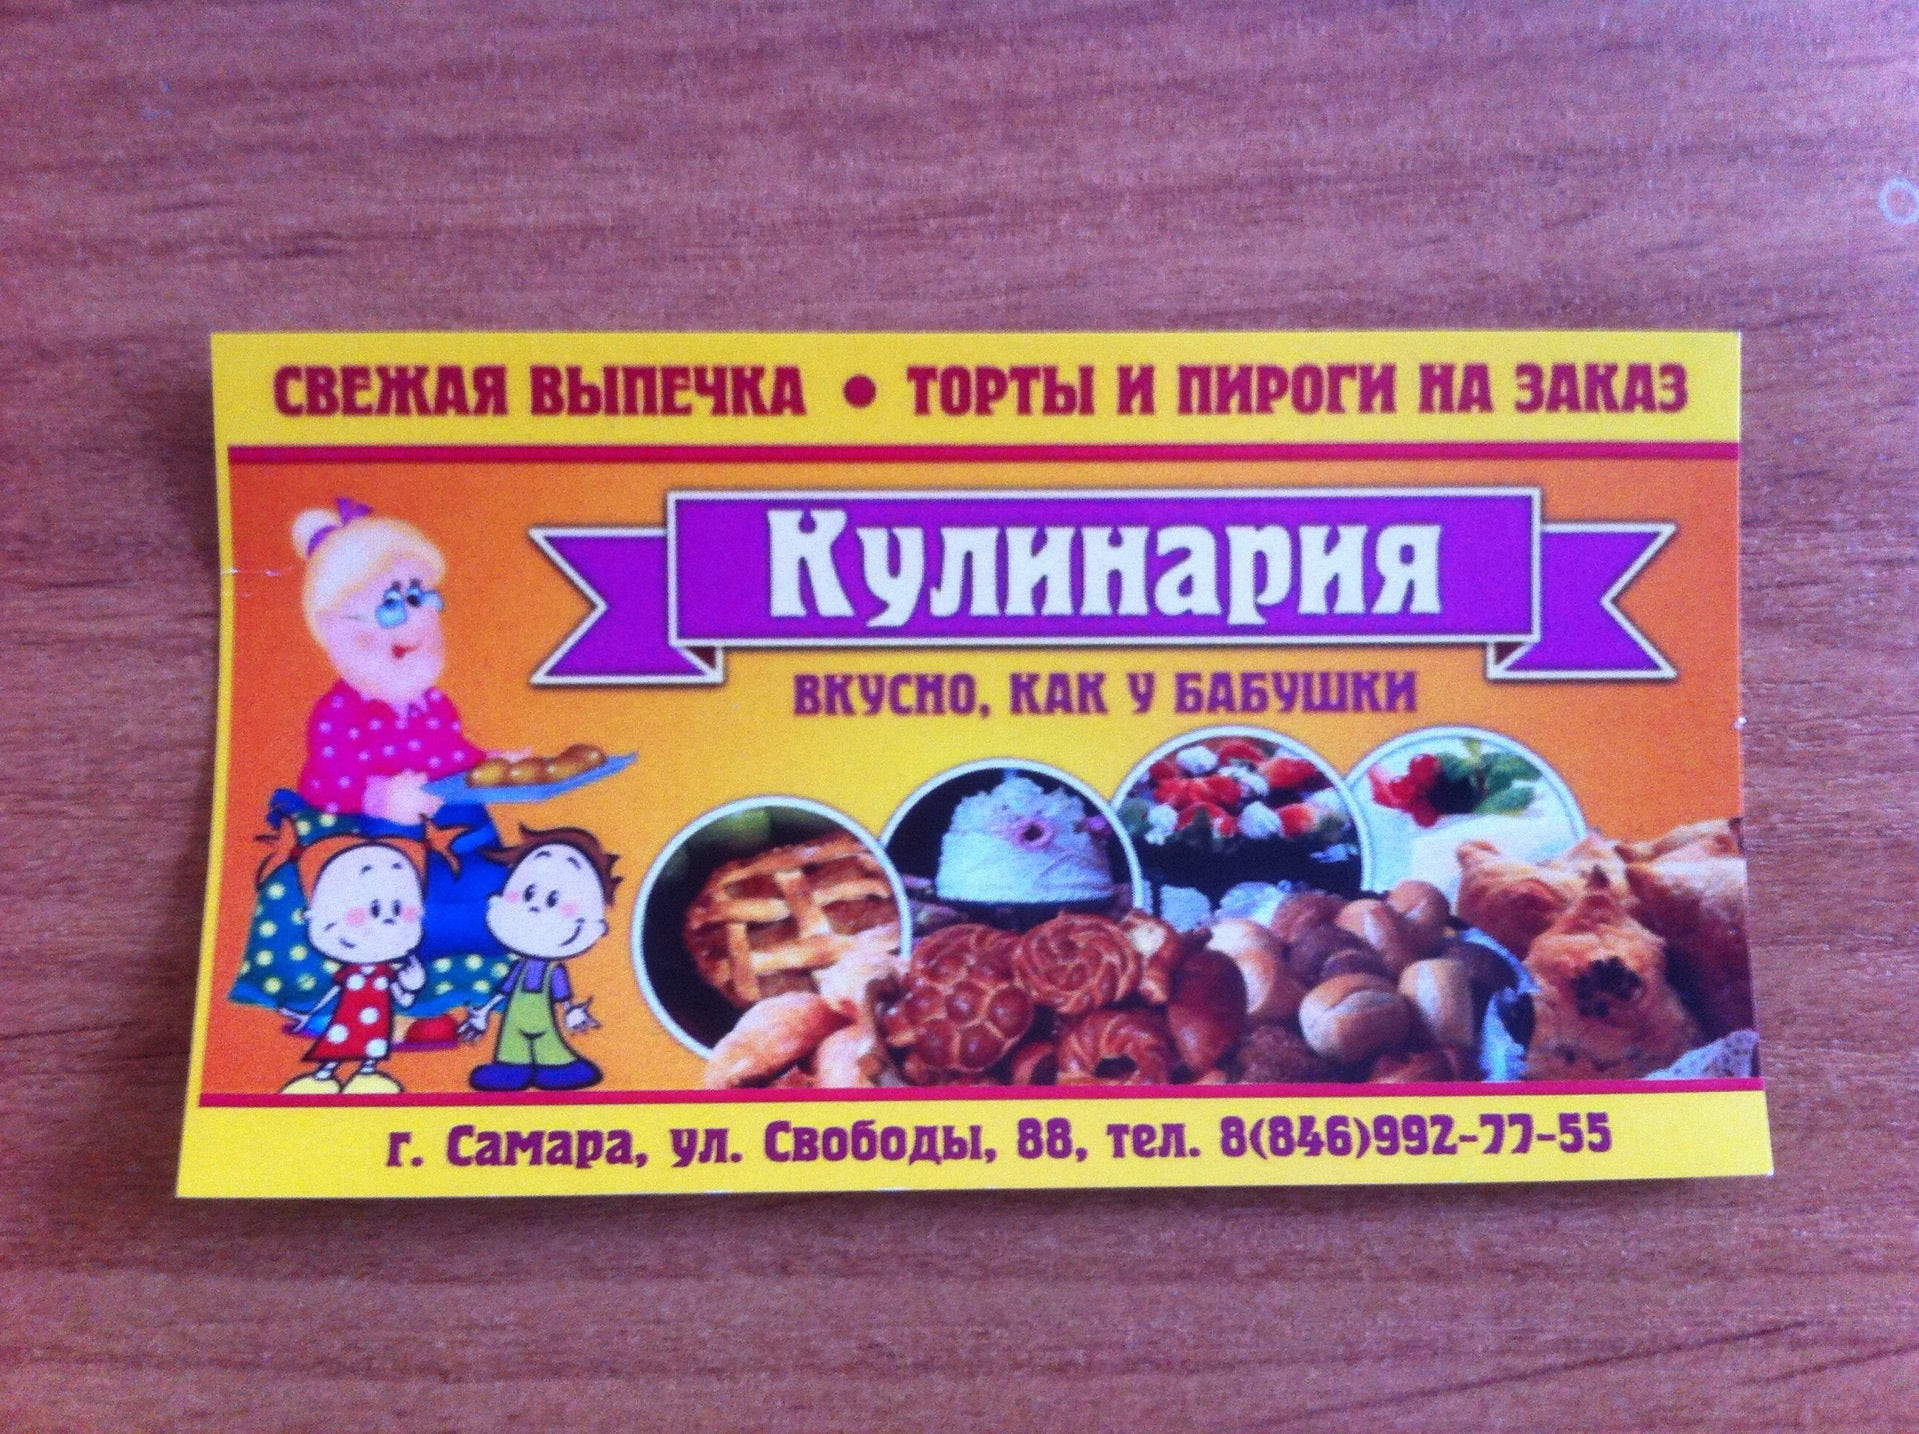 СВЕЖАЯ ВЫПЕЧКА • ТОРТЫ И ПИРОГИ НА ЗАКАЗ
Кулинария
ВКУСНО, КАК У БАБУШКИ
г. Самара, ул. Свободы, 88, тел. 8(846)992-77-55